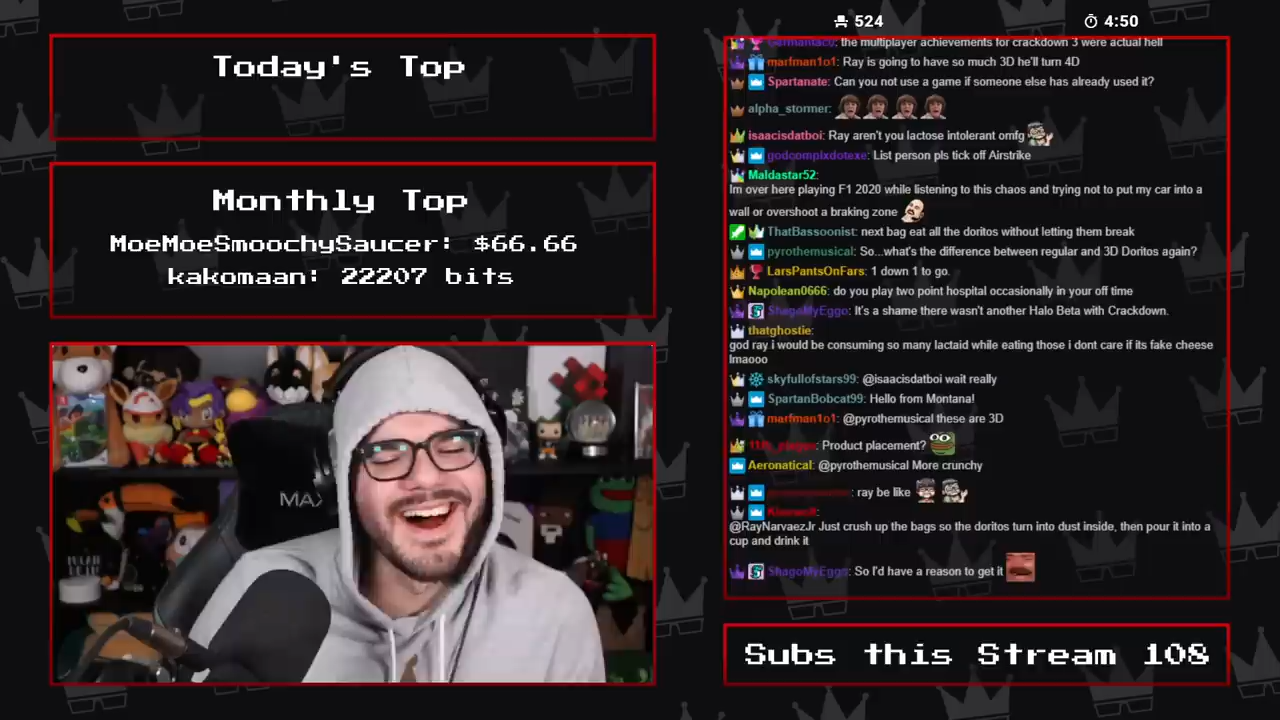 Today's Top
Monthly Top
MoeMoeSmoochySaucer: $66.66
kakomaan: 22207 bits
MAX
524
4:50
the multiplayer achievements for crackdown 3 were actual hell
marfman1o1: Ray is going to have so much 3D he'll turn 4D
Spartanate: Can you not use a game if someone else has already used it?
alpha_stormer:
isaacisdatboi: Ray aren't you lactose intolerant omfg
godcomplxdotexe: List person pls tick off Airstrike
Maldastar52:
Im over here playing F1 2020 while listening to this chaos and trying not to put my car into a
wall or overshoot a braking zone
ThatBassoonist: next bag eat all the doritos without letting them break
pyrothemusical: So...what's the difference between regular and 3D Doritos again?
LarsPantsOnFars: 1 down 1 to go.
Napolean0666: do you play two point hospital occasionally in your off time
ShagoMyEggo: It's a shame there wasn't another Halo Beta with Crackdown.
thatghostie:
god ray i would be consuming so many lactaid while eating those i dont care if its fake cheese
lmaooo
skyfullofstars99: @isaacisdatboi wait really
SpartanBobcat99: Hello from Montana!
marfman1o1: @pyrothemusical these are 3D
Product placement?
Aeronatical: @pyrothemusical More crunchy
: ray be like
@RayNarvaezJr Just crush up the bags so the doritos turn into dust inside, then pour it into a
cup and drink it
ShagoMyEggo: So I'd have a reason to get it
Subs this Stream 108